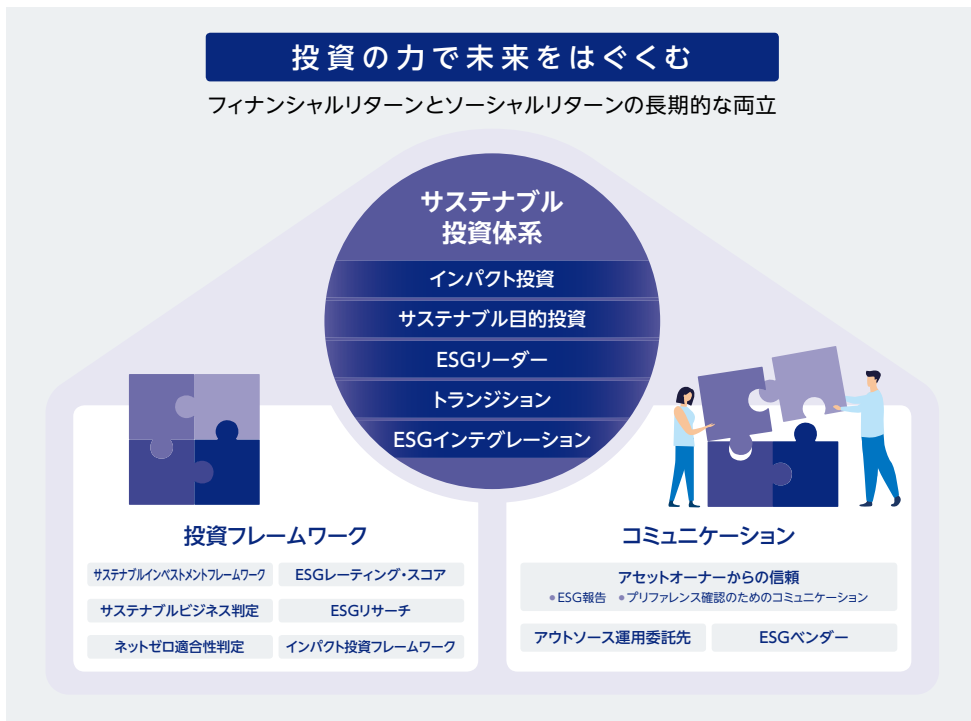 投資の力で未来をはぐくむ
フィナンシャルリターンとソーシャルリターンの長期的な両立
サステナブル
投資体系
インパクト投資
サステナブル目的投資
ESGリーダー
トランジション
ESGインテグレーション
投資フレームワーク
サステナブルインベストメントフレームワーク
ESGレーティング・スコア
サステナブルビジネス判定
ESGリサーチ
ネットゼロ適合性判定
インパクト投資フレームワーク
コミュニケーション
アセットオーナーからの信頼
●ESG報告 ●プリファレンス確認のためのコミュニケーション
アウトソース運用委託先
ESGベンダー